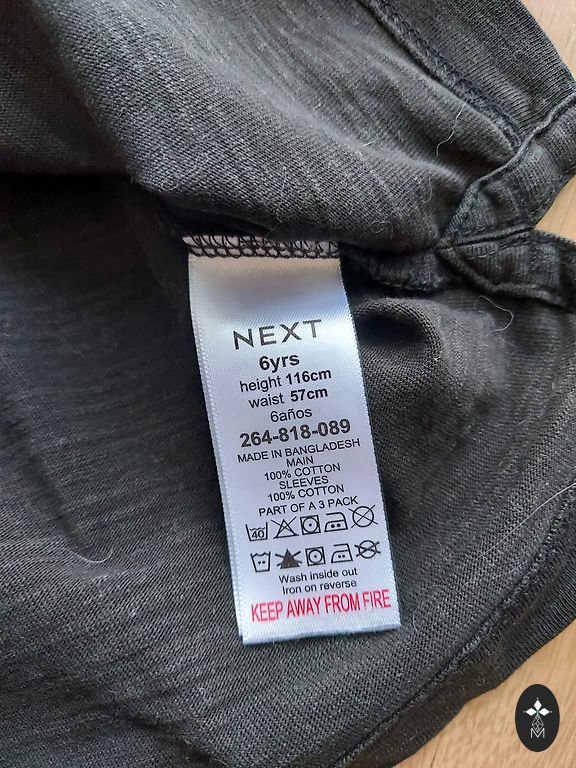 NEXT
6yrs
height 116cm
waist 57cm
6años
264-818-089
MADE IN BANGLADESH
MAIN
100% COTTON
SLEEVES
100% COTTON
PART OF A 3 PACK
40
Wash inside out
Iron on reverse
KEEP AWAY FROM FIRE